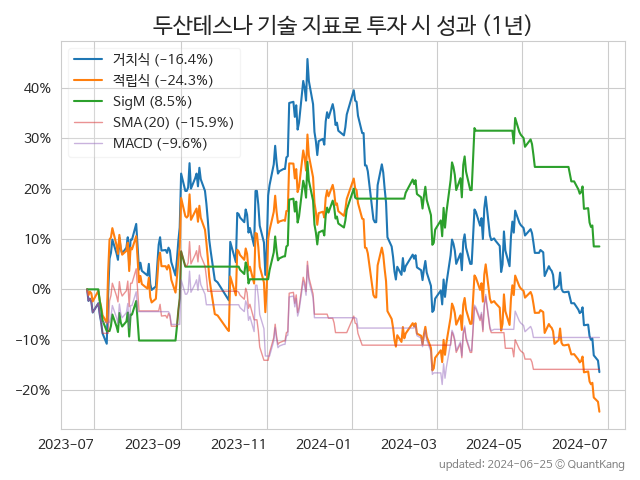 두산테스나 기술 지표로 투자 시 성과 (1년)
거치식 (-16.4%)
적립식 (-24.3%)
SigM (8.5%)
SMA(20) (-15.9%)
MACD (-9.6%)
40%
30%
20%
10%
0%
-10%
-20%
2023-07 2023-09 2023-11 2024-01 2024-03 2024-05 2024-07
updated: 2024-06-25 ⓒ QuantKang